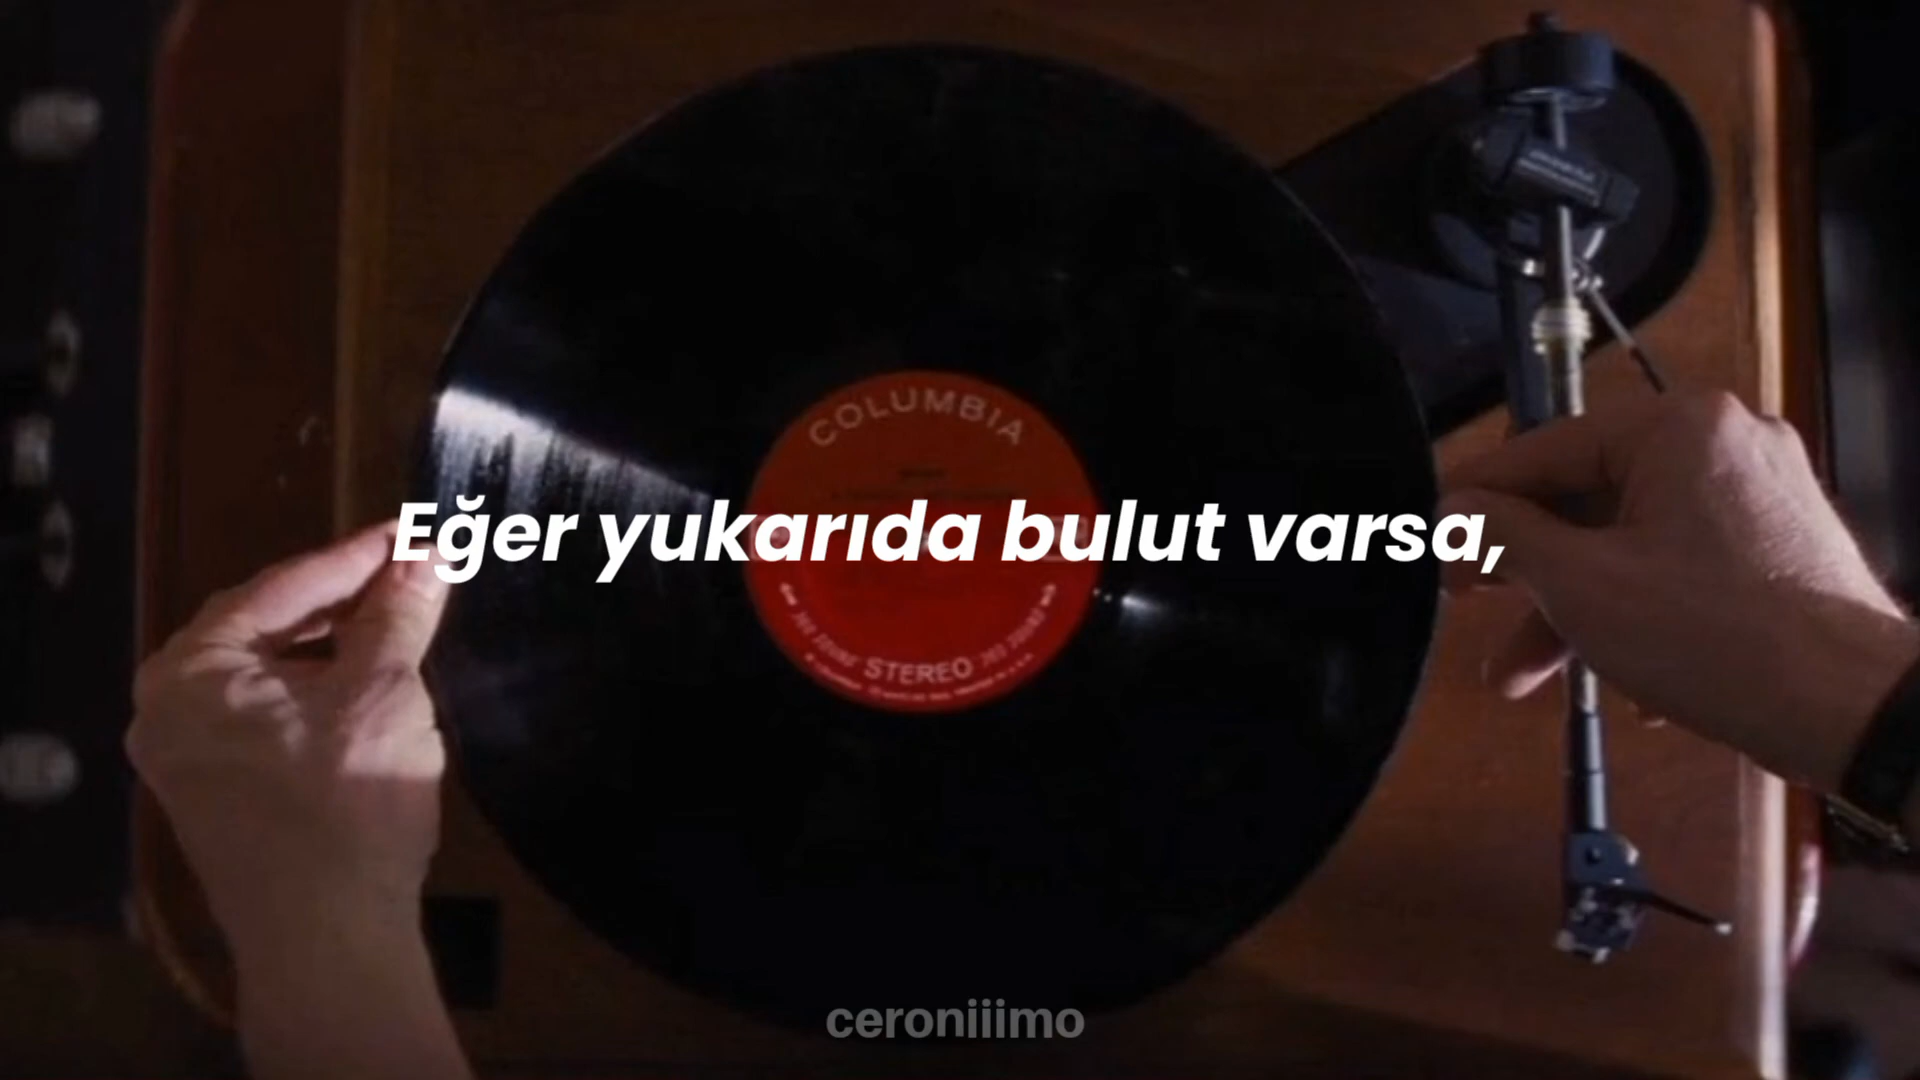 COLUMBIA
Eğer yukarıda bulut varsa,
STEREO
ceroniiimo